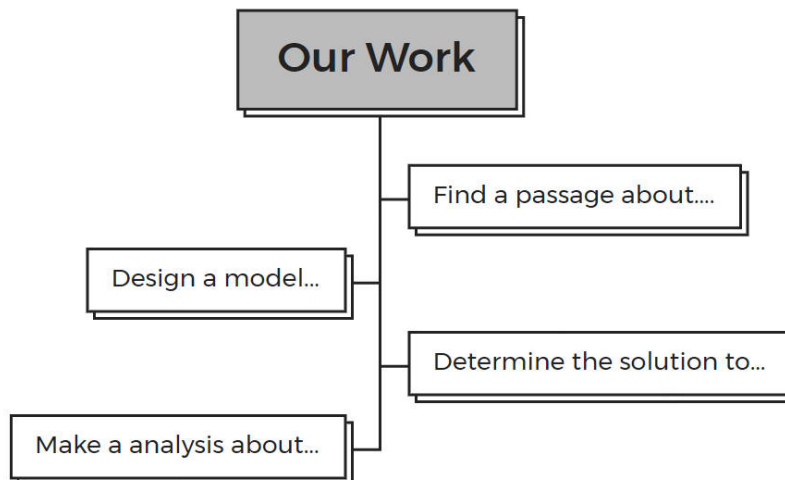 Our Work
Find a passage about....
Design a model...
Determine the solution to...
Make a analysis about...